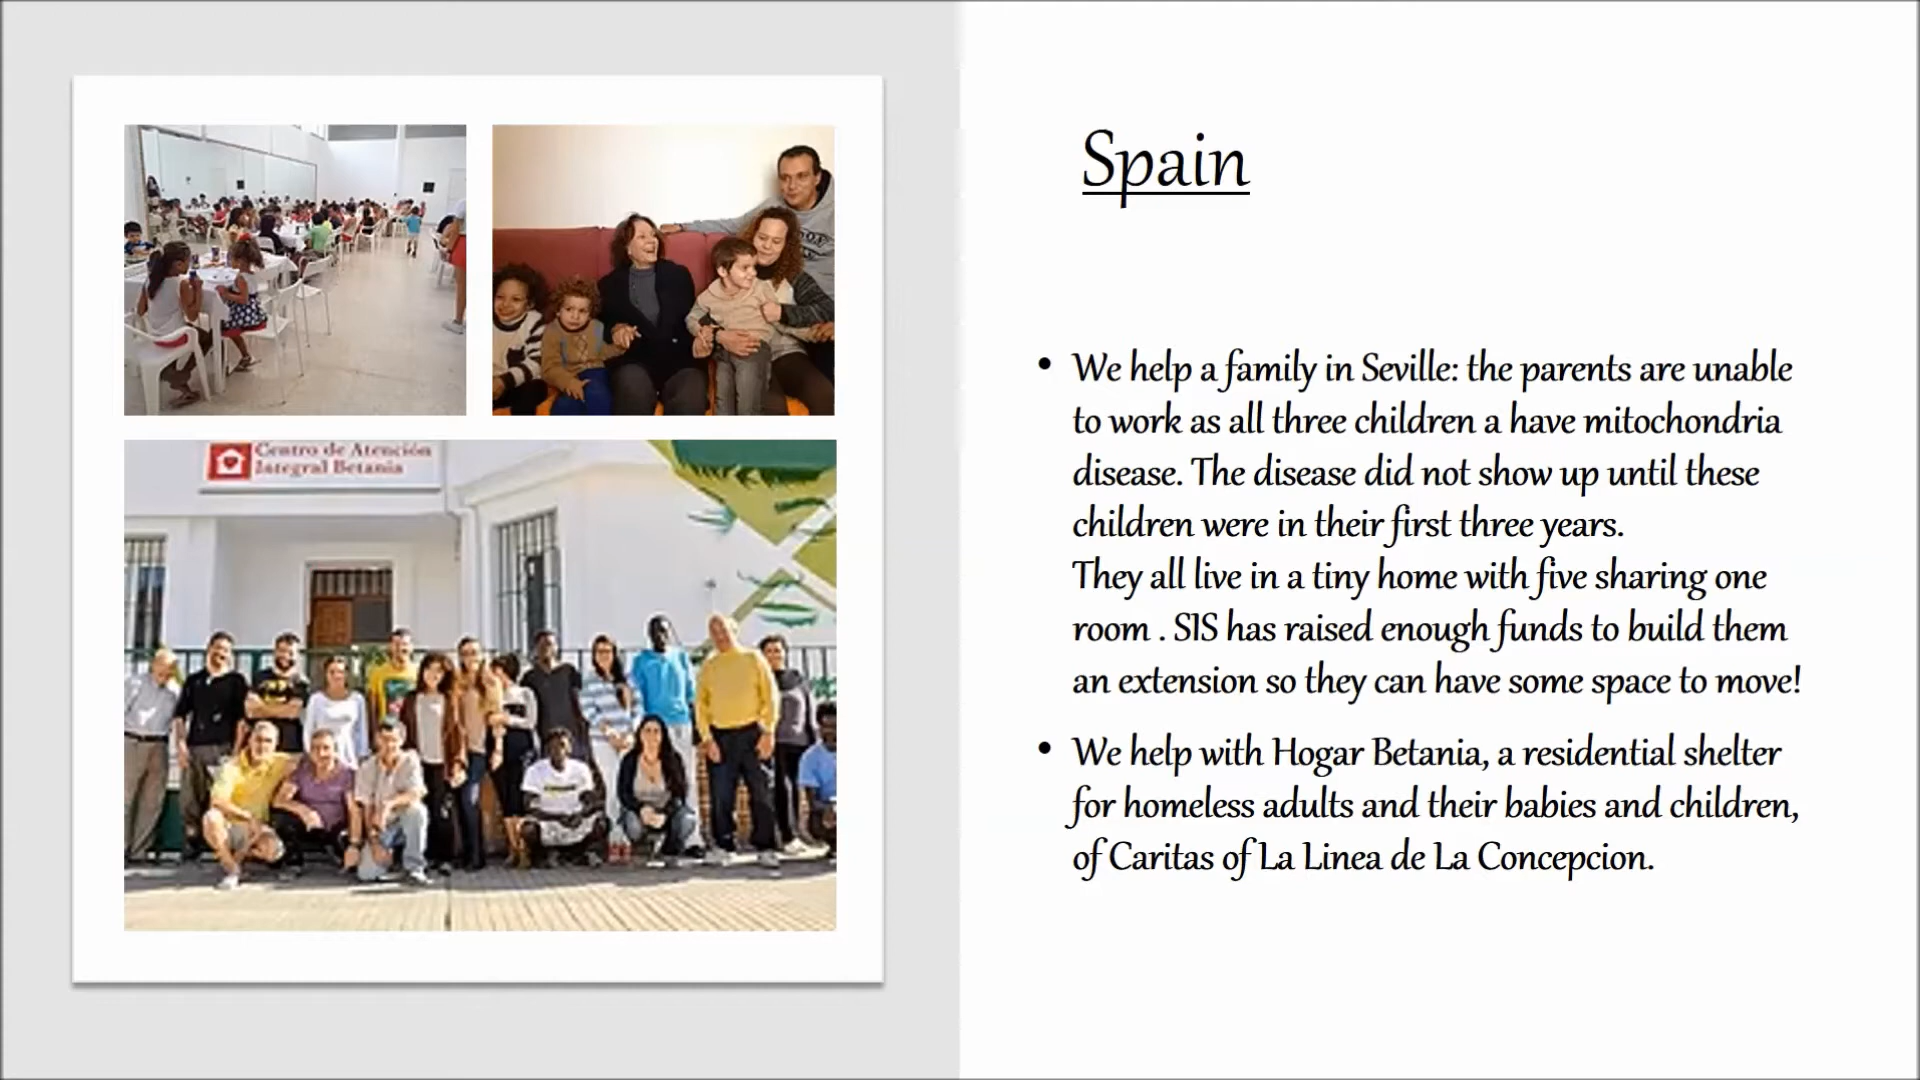 Centro de Atención
Integral Betania
Spain
• We help a family in Seville: the parents are unable
to work as all three children a have mitochondria
disease. The disease did not show up until these
children were in their first three years.
They all live in a tiny home with five sharing one
room . SIS has raised enough funds to build them
an extension so they can have some space to move!
• We help with Hogar Betania, a residential shelter
for homeless adults and their babies and children,
of Caritas of La Linea de La Concepcion.